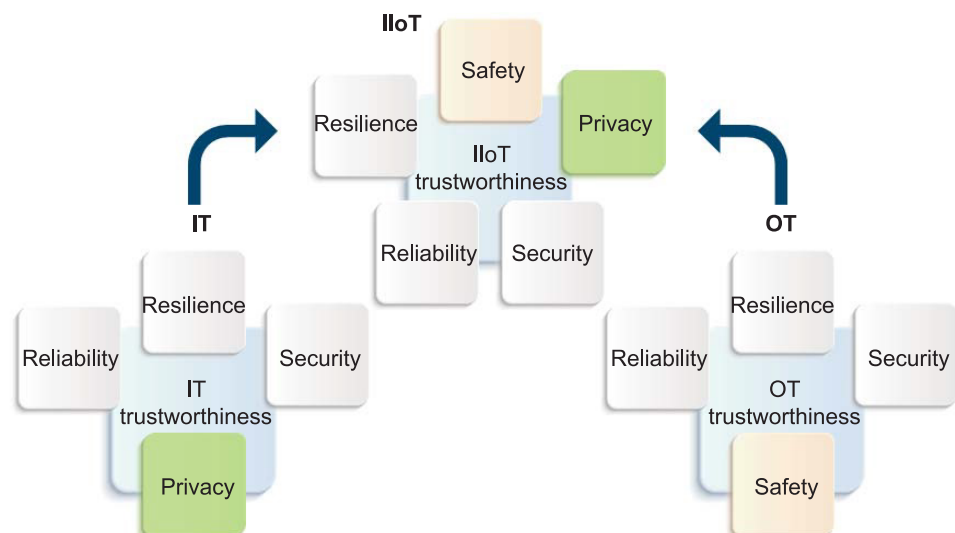 IIoT
Safety
Resilience
Privacy
IIoT
trustworthiness
Reliability
Security
IT
Resilience
Reliability
Security
IT
trustworthiness
Privacy
OT
Resilience
Reliability
Security
OT
trustworthiness
Safety